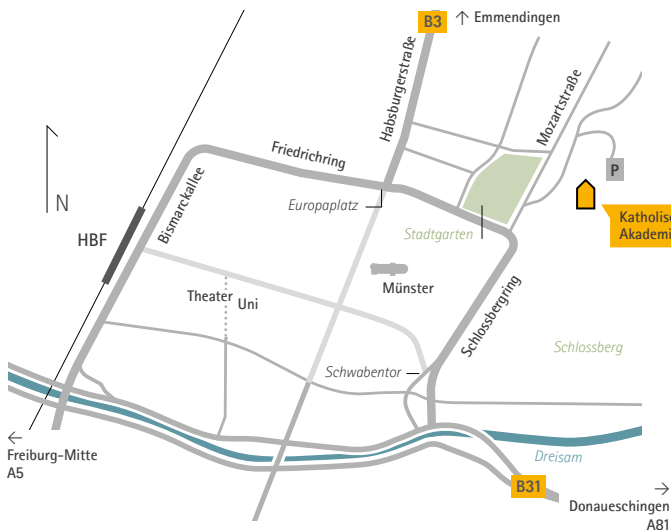 B3
↑ Emmendingen
Habsburgerstraße
Mozartstraße
Friedrichring
P
N
Bismarckallee
Europaplatz
Katholis
Akademi
Stadtgarten
HBF
Münster
Theater
Uni
Schlossbergring
Schlossberg
Schwabentor
←
Freiburg-Mitte
A5
Dreisam
B31
→
Donaueschingen
A81